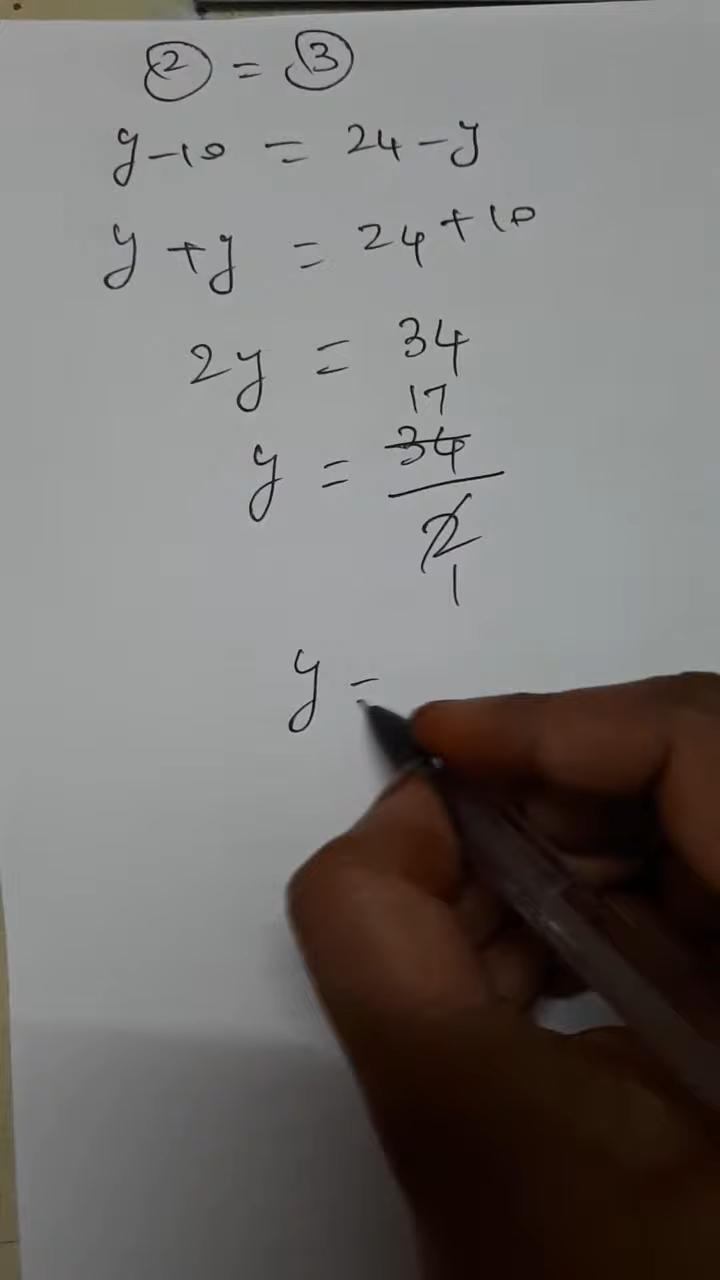 ② = ③
y - 10 = 24 - y
y + y = 24 + 10
2y = 34
17
y = 34
2
1
y =